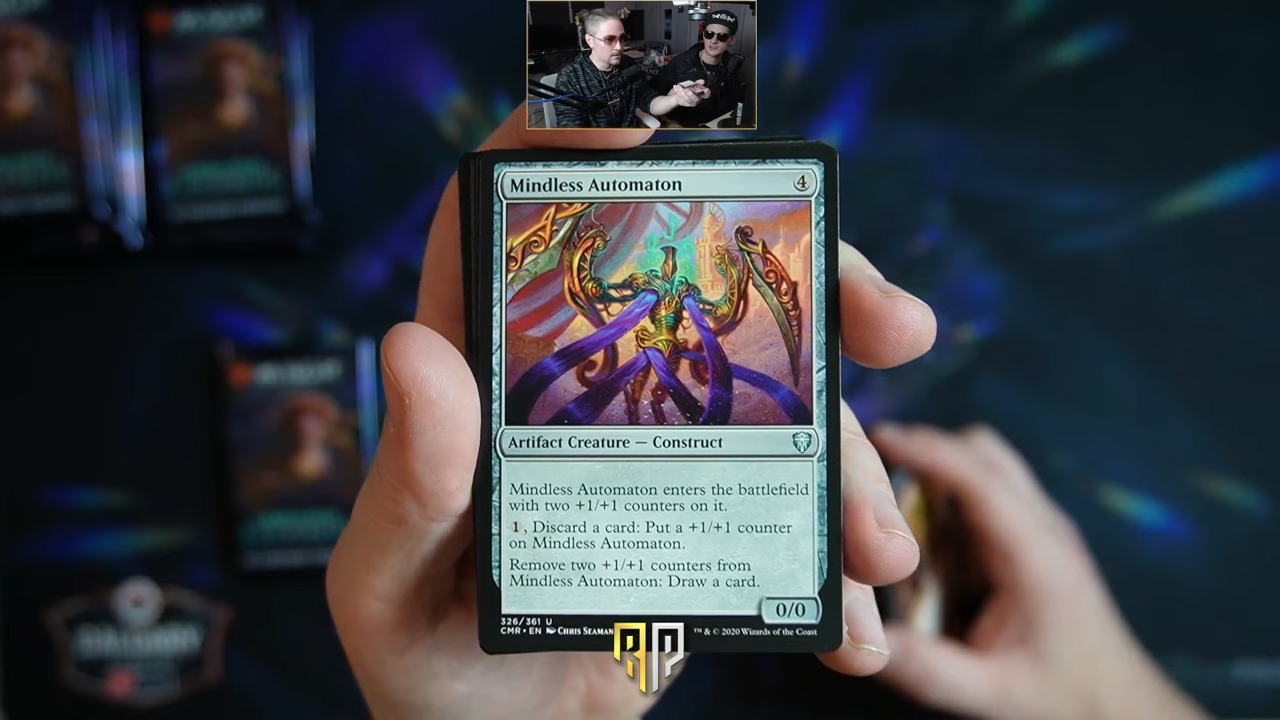 Mindless Automaton 4
Artifact Creature — Construct
Mindless Automaton enters the battlefield
with two +1/+1 counters on it.
1, Discard a card: Put a +1/+1 counter
on Mindless Automaton.
Remove two +1/+1 counters from
Mindless Automaton: Draw a card.
0/0
326/361 U
CMR • EN Chris Seaman ™ & © 2020 Wizards of the Coast
RP